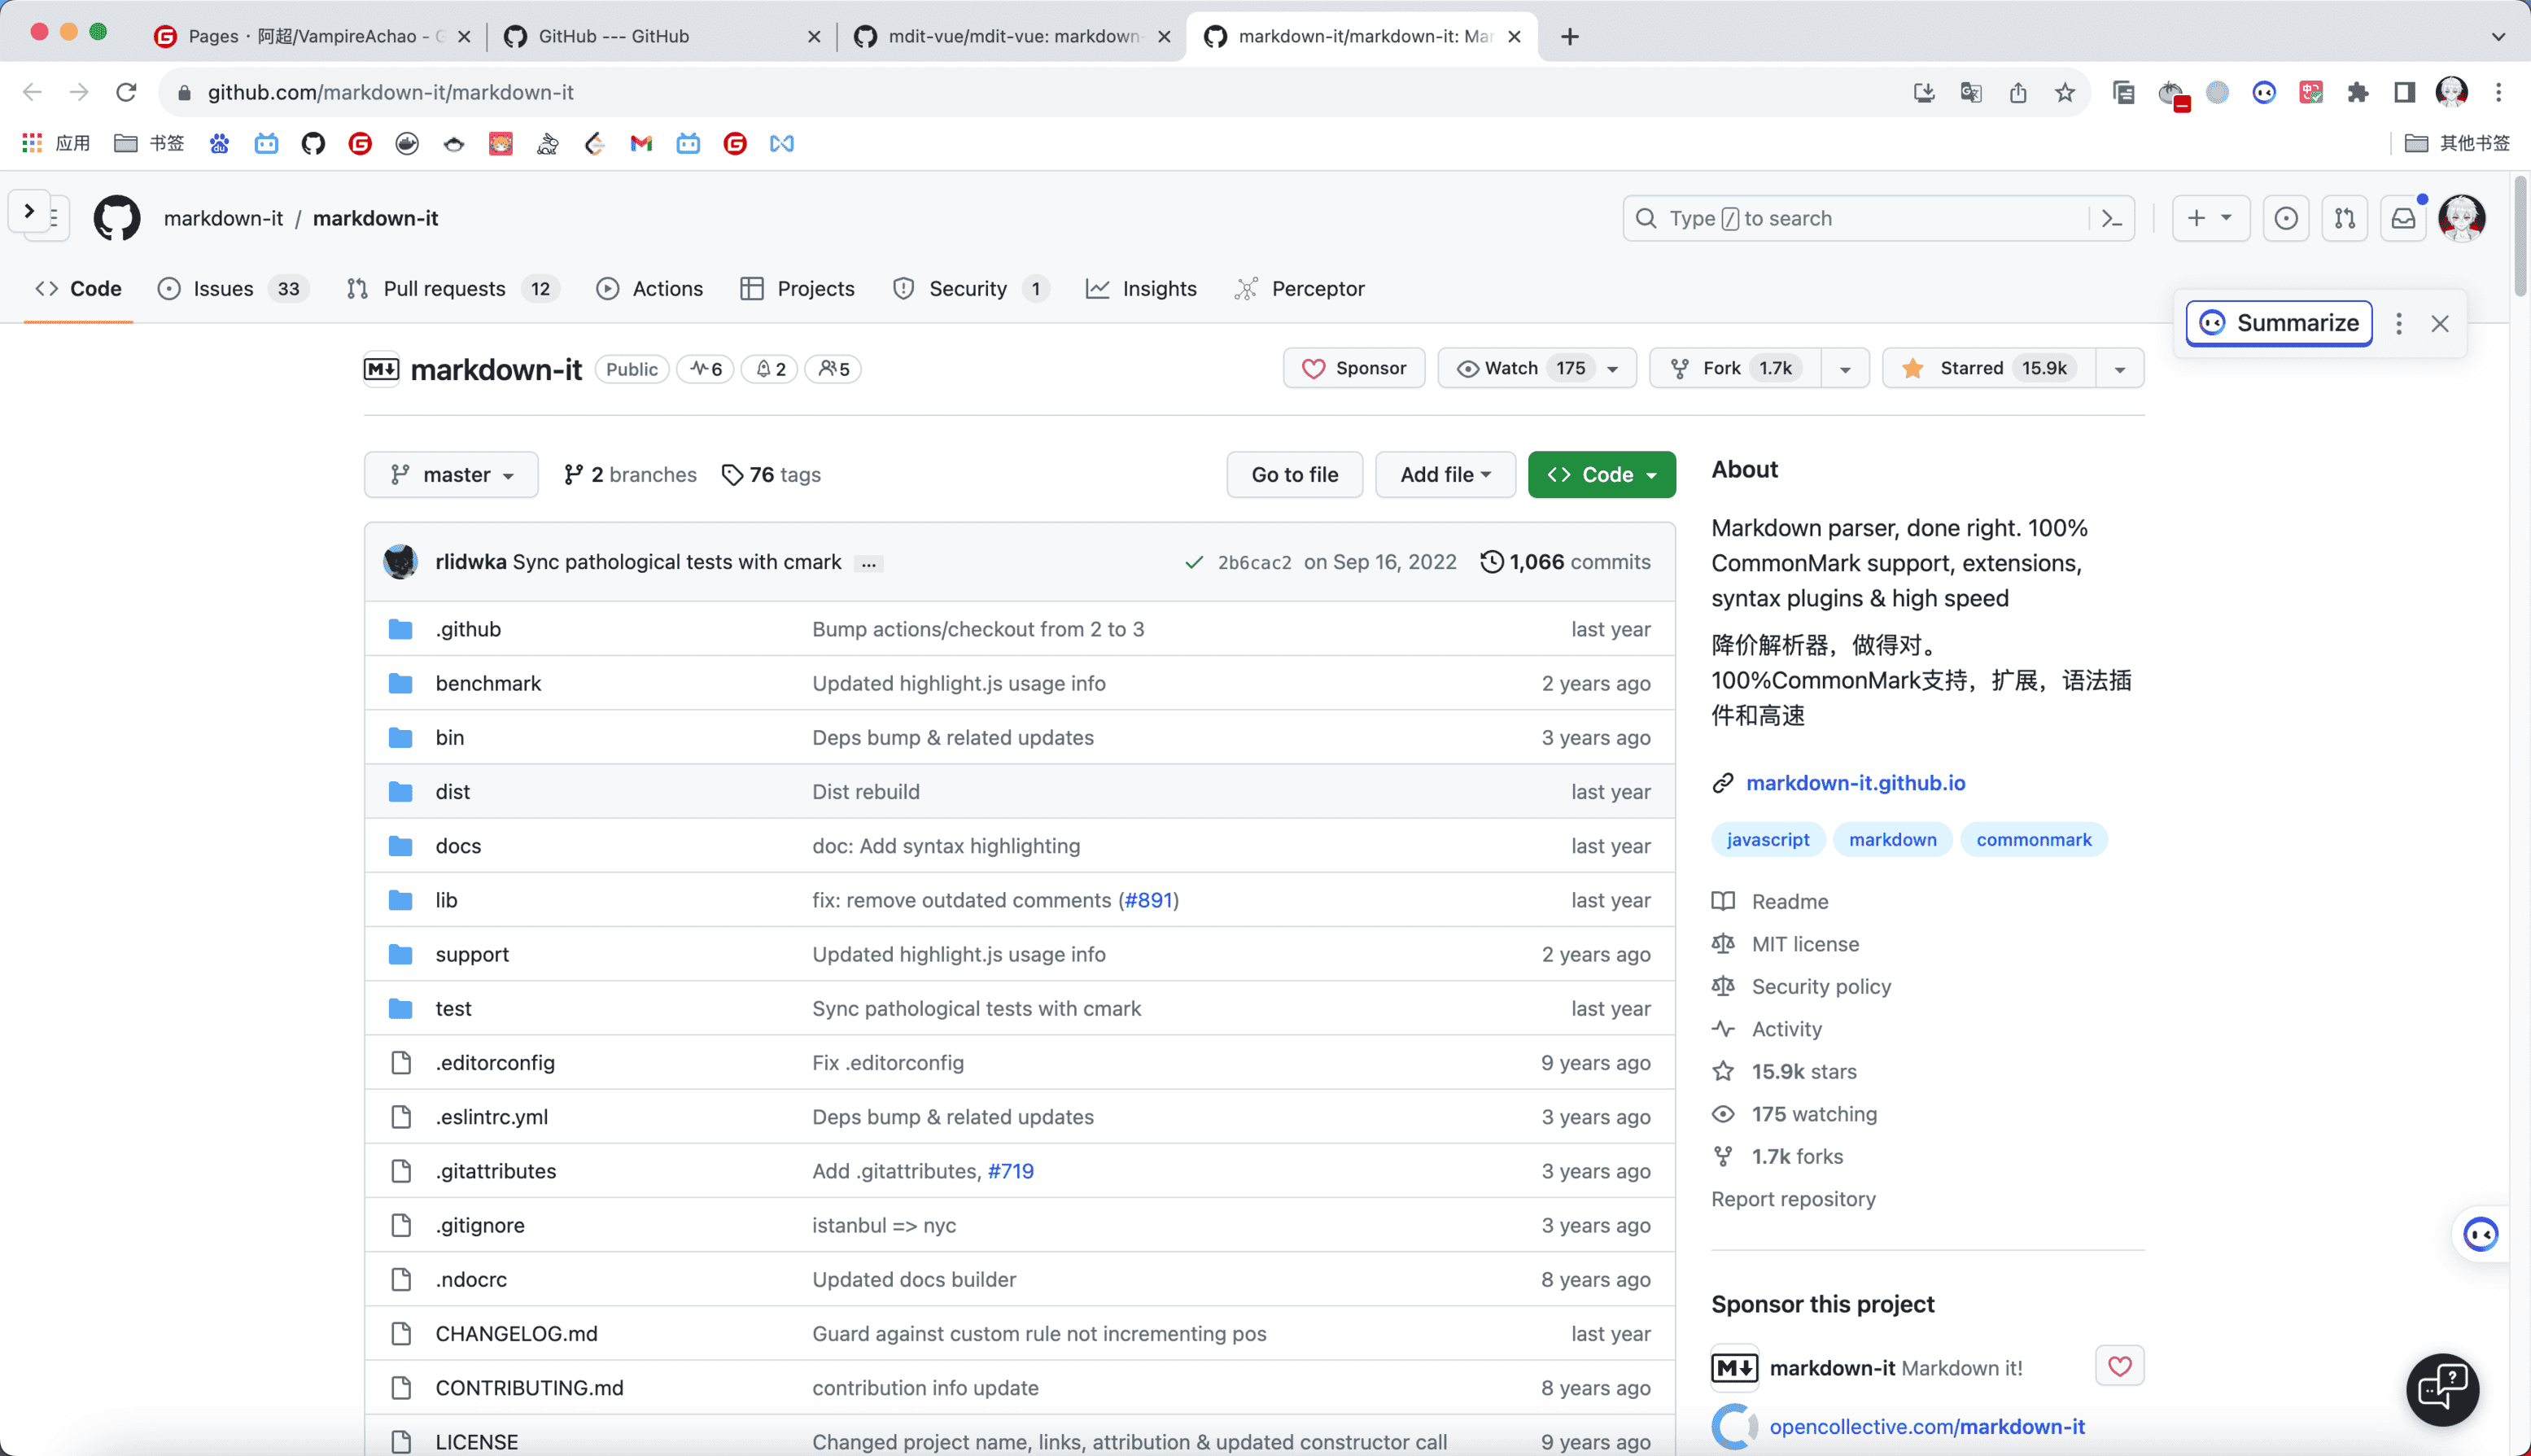 Pages · 阿超/VampireAchao - G
GitHub --- GitHub
mdit-vue/mdit-vue: markdown-
markdown-it/markdown-it: Mar
github.com/markdown-it/markdown-it
应用
书签
其他书签
markdown-it / markdown-it
Type / to search
Code
Issues 33
Pull requests 12
Actions
Projects
Security 1
Insights
Perceptor
Summarize
markdown-it Public 6 2 5
Sponsor
Watch 175
Fork 1.7k
Starred 15.9k
master
2 branches
76 tags
Go to file
Add file
Code
rlidwka Sync pathological tests with cmark ...
2b6cac2 on Sep 16, 2022
1,066 commits
.github Bump actions/checkout from 2 to 3 last year
benchmark Updated highlight.js usage info 2 years ago
bin Deps bump & related updates 3 years ago
dist Dist rebuild last year
docs doc: Add syntax highlighting last year
lib fix: remove outdated comments (#891) last year
support Updated highlight.js usage info 2 years ago
test Sync pathological tests with cmark last year
.editorconfig Fix .editorconfig 9 years ago
.eslintrc.yml Deps bump & related updates 3 years ago
.gitattributes Add .gitattributes, #719 3 years ago
.gitignore istanbul => nyc 3 years ago
.ndocrc Updated docs builder 8 years ago
CHANGELOG.md Guard against custom rule not incrementing pos last year
CONTRIBUTING.md contribution info update 8 years ago
LICENSE Changed project name, links, attribution & updated constructor call 9 years ago
About
Markdown parser, done right. 100%
CommonMark support, extensions,
syntax plugins & high speed
降价解析器，做得对。
100%CommonMark支持，扩展，语法插
件和高速
markdown-it.github.io
javascript
markdown
commonmark
Readme
MIT license
Security policy
Activity
15.9k stars
175 watching
1.7k forks
Report repository
Sponsor this project
markdown-it Markdown it!
opencollective.com/markdown-it